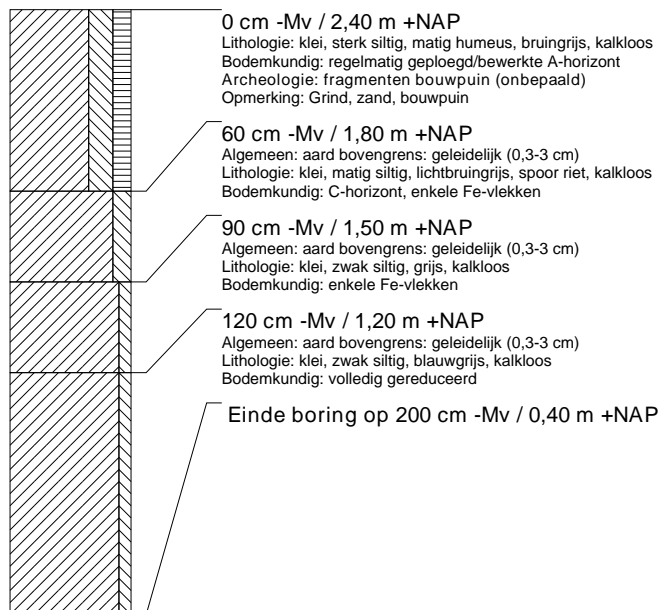 0 cm -Mv / 2,40 m +NAP
Lithologie: klei, sterk siltig, matig humeus, bruingrijs, kalkloos
Bodemkundig: regelmatig geploegd/bewerkte A-horizont
Archeologie: fragmenten bouwpuin (onbepaald)
Opmerking: Grind, zand, bouwpuin
60 cm -Mv / 1,80 m +NAP
Algemeen: aard bovengrens: geleidelijk (0,3-3 cm)
Lithologie: klei, matig siltig, lichtbruingrijs, spoor riet, kalkloos
Bodemkundig: C-horizont, enkele Fe-vlekken
90 cm -Mv / 1,50 m +NAP
Algemeen: aard bovengrens: geleidelijk (0,3-3 cm)
Lithologie: klei, zwak siltig, grijs, kalkloos
Bodemkundig: enkele Fe-vlekken
120 cm -Mv / 1,20 m +NAP
Algemeen: aard bovengrens: geleidelijk (0,3-3 cm)
Lithologie: klei, zwak siltig, blauwgrijs, kalkloos
Bodemkundig: volledig gereduceerd
Einde boring op 200 cm -Mv / 0,40 m +NAP